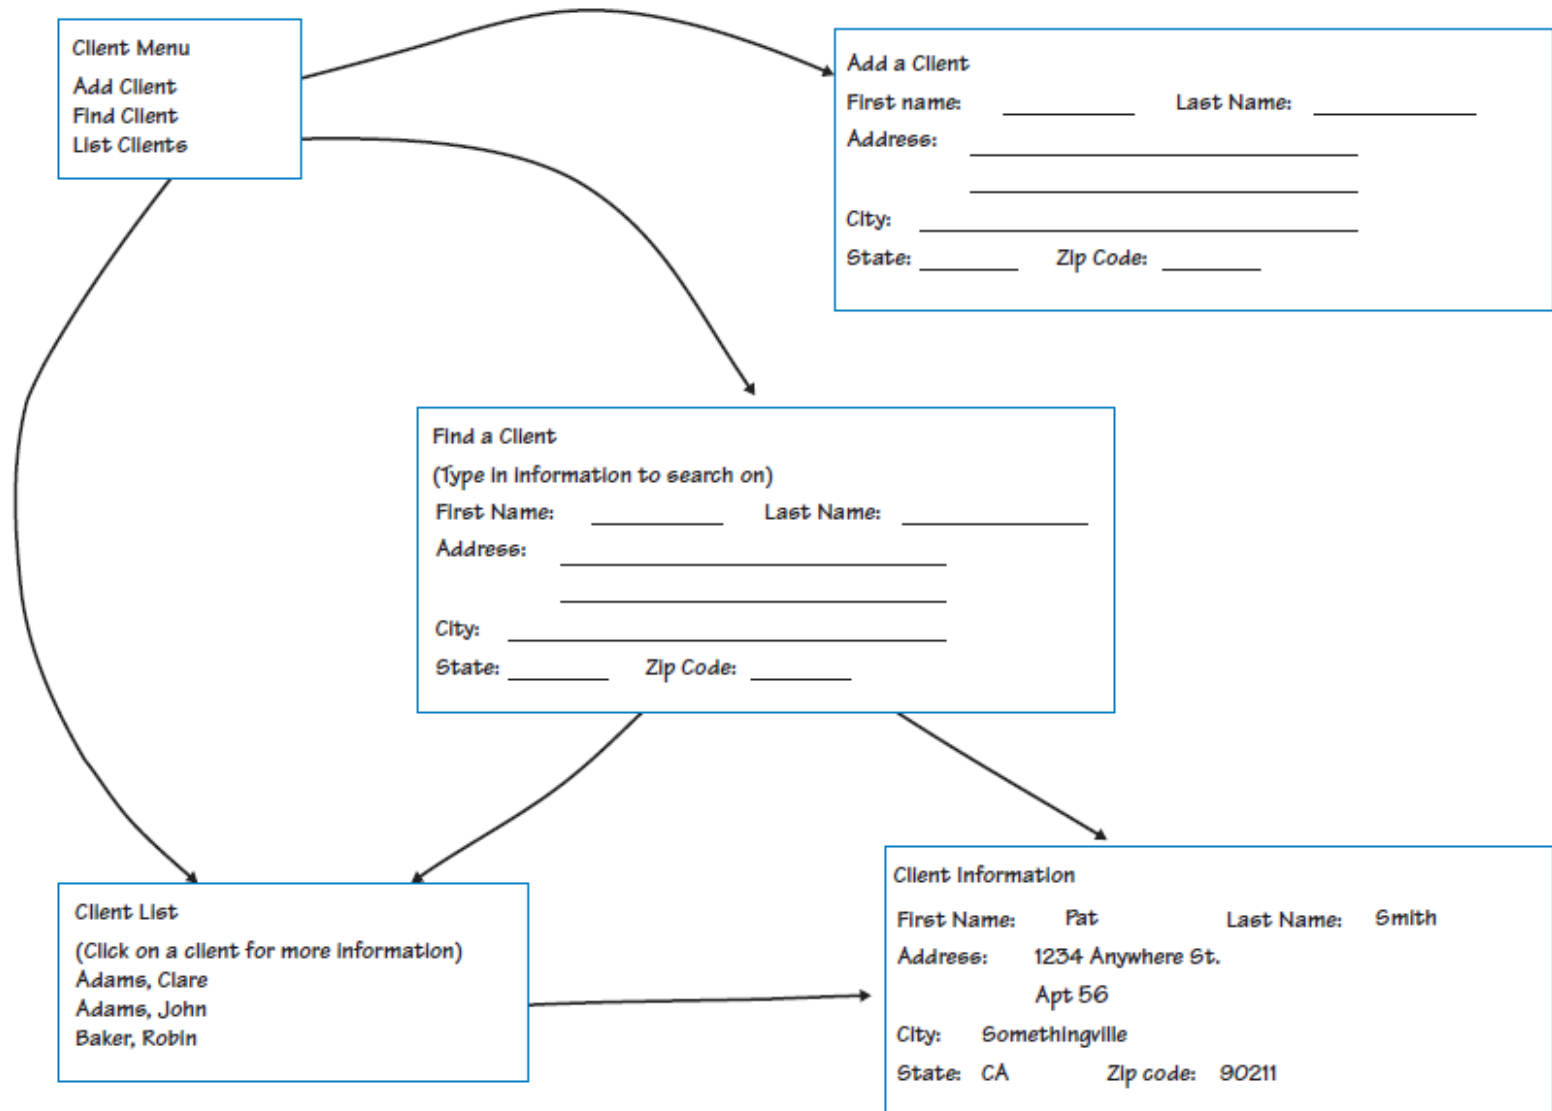 Client Menu
Add Client
Find Client
List Clients
Add a Client
First name: Last Name:
Address:
City:
State: Zip Code:
Find a Client
(Type in information to search on)
First Name: Last Name:
Address:
City:
State: Zip Code:
Client List
(Click on a client for more information)
Adams, Clare
Adams, John
Baker, Robin
Client Information
First Name: Pat Last Name: Smith
Address: 1234 Anywhere St.
Apt 56
City: Somethingville
State: CA Zip code: 90211